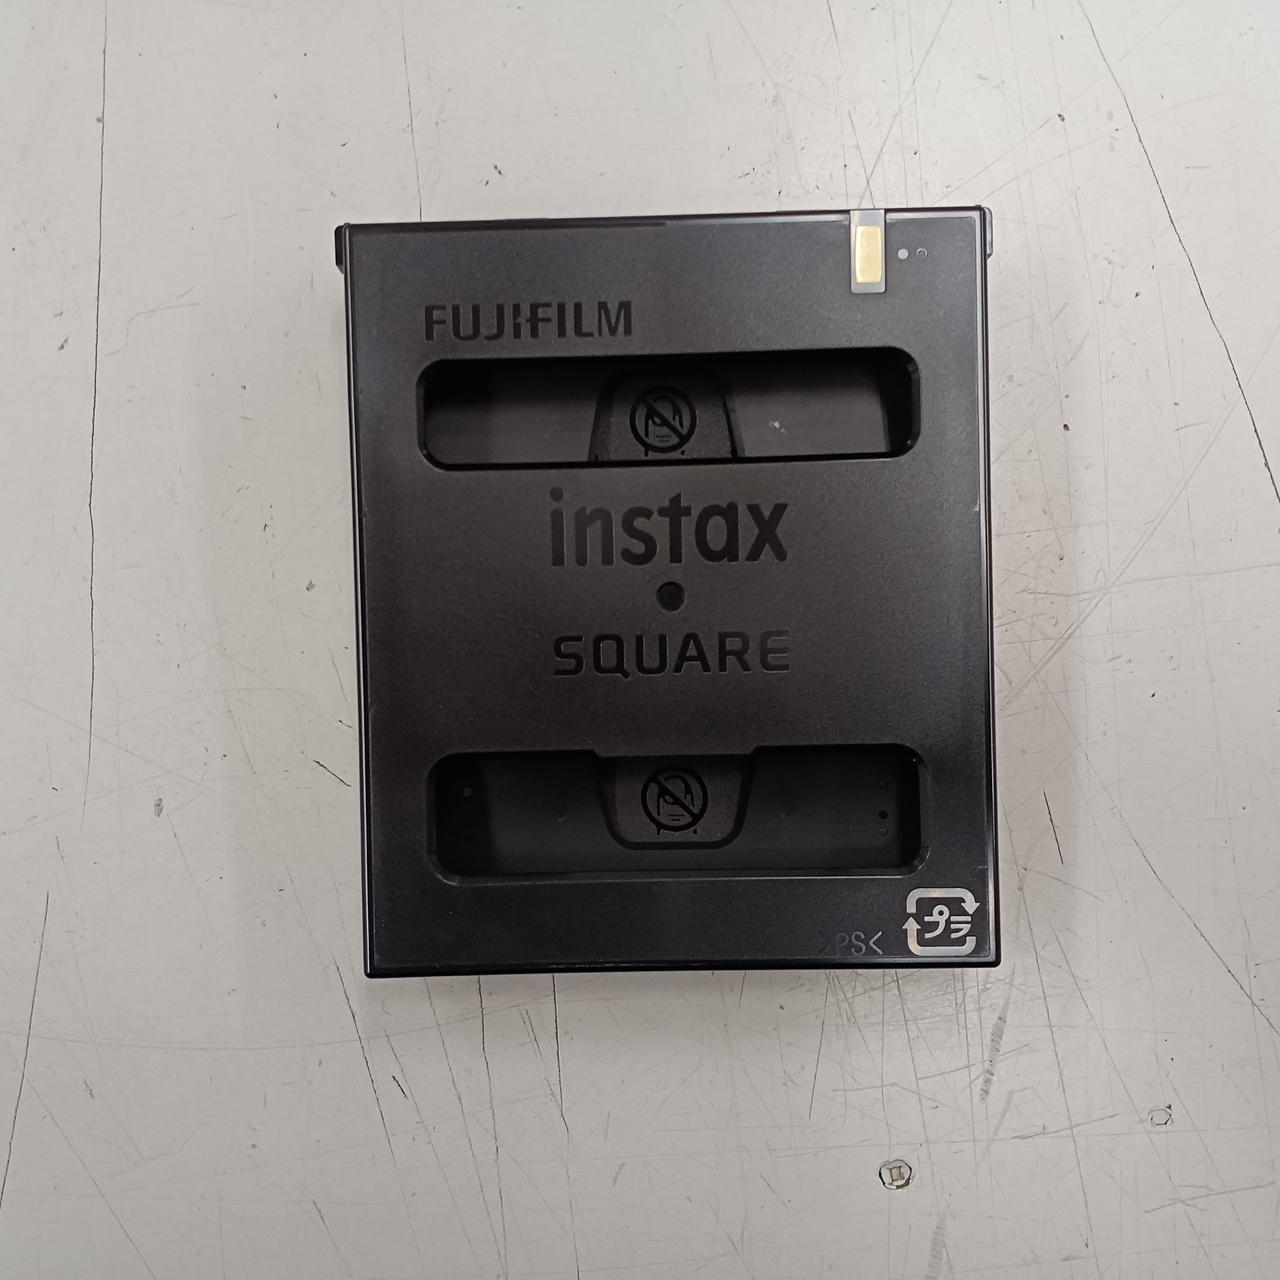 FUJIFILM
instax
SQUARE
>PS<
プラ